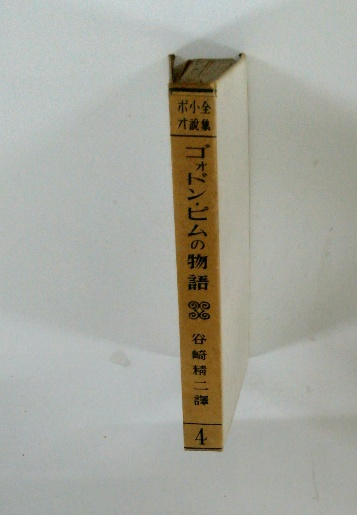 ポオ小説全集
ゴォドン・ピムの物語
谷崎精二譯
4